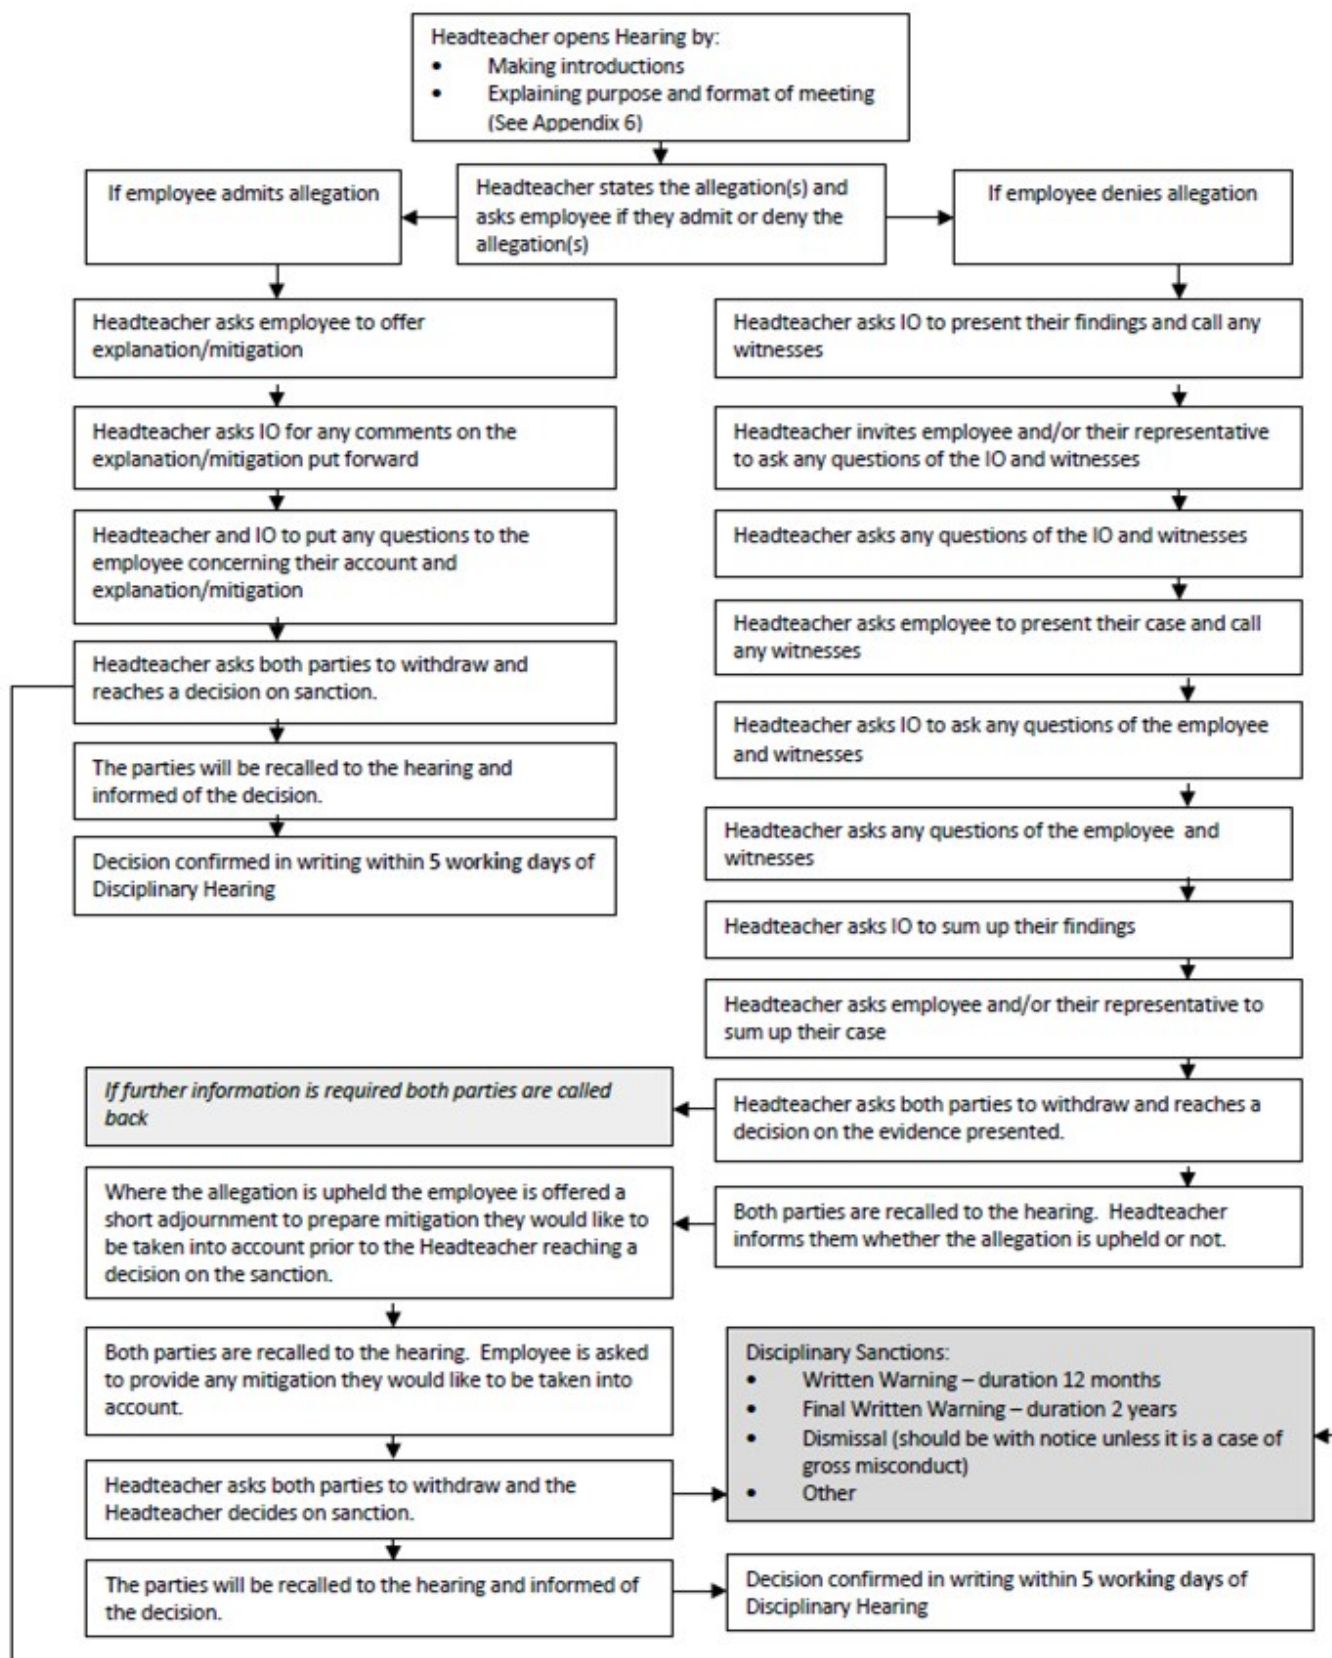 Headteacher opens Hearing by:
• Making introductions
• Explaining purpose and format of meeting
(See Appendix 6)
If employee admits allegation
Headteacher states the allegation(s) and
asks employee if they admit or deny the
allegation(s)
If employee denies allegation
Headteacher asks employee to offer
explanation/mitigation
Headteacher asks IO for any comments on the
explanation/mitigation put forward
Headteacher and IO to put any questions to the
employee concerning their account and
explanation/mitigation
Headteacher asks both parties to withdraw and
reaches a decision on sanction.
The parties will be recalled to the hearing and
informed of the decision.
Decision confirmed in writing within 5 working days of
Disciplinary Hearing
Headteacher asks IO to present their findings and call any
witnesses
Headteacher invites employee and/or their representative
to ask any questions of the IO and witnesses
Headteacher asks any questions of the IO and witnesses
Headteacher asks employee to present their case and call
any witnesses
Headteacher asks IO to ask any questions of the employee
and witnesses
Headteacher asks any questions of the employee and
witnesses
Headteacher asks IO to sum up their findings
Headteacher asks employee and/or their representative to
sum up their case
Headteacher asks both parties to withdraw and reaches a
decision on the evidence presented.
If further information is required both parties are called
back
Both parties are recalled to the hearing. Headteacher
informs them whether the allegation is upheld or not.
Where the allegation is upheld the employee is offered a
short adjournment to prepare mitigation they would like to
be taken into account prior to the Headteacher reaching a
decision on the sanction.
Both parties are recalled to the hearing. Employee is asked
to provide any mitigation they would like to be taken into
account.
Headteacher asks both parties to withdraw and the
Headteacher decides on sanction.
Disciplinary Sanctions:
• Written Warning – duration 12 months
• Final Written Warning – duration 2 years
• Dismissal (should be with notice unless it is a case of
gross misconduct)
• Other
The parties will be recalled to the hearing and informed of
the decision.
Decision confirmed in writing within 5 working days of
Disciplinary Hearing